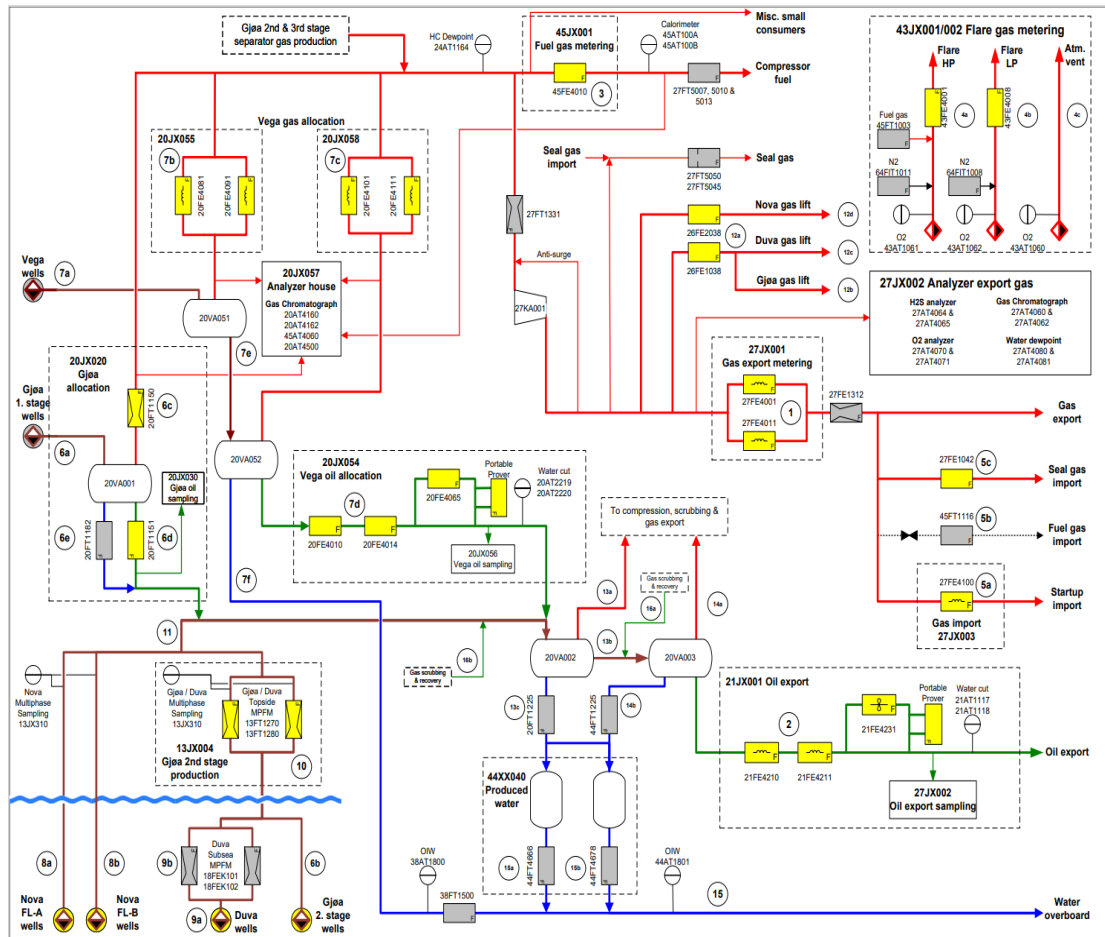 Gjøa 2nd & 3rd stage
separator gas production
HC Dewpoint
24AT1164
45JX001
Fuel gas metering
F
45FE4010
3
Calorimeter
45AT100A
45AT100B
Misc. small
consumers
Compressor
fuel
F
27FT5007, 5010 &
5013
43JX001/002 Flare gas metering
Flare
HP
Flare
LP
Atm.
vent
F
43FE4001
4a
F
43FE4008
4b
4c
Fuel gas
45FT1003
F
N2
64FIT1011
F
N2
64FIT1008
F
O2
43AT1061
O2
43AT1062
O2
43AT1060
Vega gas allocation
20JX055
7b
F
20FE4081
F
20FE4091
20JX058
7c
F
20FE4101
F
20FE4111
Seal gas
import
F
Seal gas
27FT5050
27FT5045
F
27FT1331
F
Nova gas lift
12d
26FE2038
12a
F
Duva gas lift
12c
26FE1038
Gjøa gas lift
12b
Anti-surge
27KA001
Vega
wells
7a
20VA051
7e
20JX057
Analyzer house
Gas Chromatograph
20AT4160
20AT4162
45AT4060
20AT4500
27JX002 Analyzer export gas
H2S analyzer
27AT4064 &
27AT4065
Gas Chromatograph
27AT4060 &
27AT4062
O2 analyzer
27AT4070 &
27AT4071
Water dewpoint
27AT4080 &
27AT4081
20JX020
Gjøa
allocation
Gjøa
1. stage
wells
6a
F
20FT1150
6c
20VA001
20JX030
Gjøa oil
sampling
6e
F
20FT1182
F
20FT1151
6d
27JX001
Gas export metering
F
27FE4001
1
27FE4011
F
27FE1312
F
Gas
export
27FE1042
F
5c
Seal gas
import
45FT1116
F
5b
Fuel gas
import
27FE4100
5a
F
Startup
import
Gas import
27JX003
20VA052
20JX054
Vega oil allocation
F
20FE4010
F
20FE4014
F
20FE4065
Portable
Prover
Water cut
20AT2219
20AT2220
20JX056
Vega oil sampling
7f
To compression, scrubbing &
gas export
Gas scrubbing
& recovery
13a
16a
14a
11
16b
Gas scrubbing
& recovery
20VA002
13b
20VA003
Nova
Multiphase
Sampling
13JX310
Gjøa / Duva
Multiphase
Sampling
13JX310
Gjøa / Duva
Topside
MPFM
13FT1270
13FT1280
F
F
13JX004
Gjøa 2nd stage
production
10
13c
F
26FT1225
F
44FT1225
14b
21JX001 Oil export
2
F
21FE4210
F
21FE4211
F
21FE4231
Portable
Prover
Water cut
21AT1117
21AT1118
Oil export
27JX002
Oil export sampling
44XX040
Produced
water
15a
F
44FT4666
15b
F
44FT4678
8a
8b
9b
Duva
Subsea
MPFM
18FEK101
18FEK102
6b
OIW
38AT1800
38FT1500
F
OIW
44AT1801
15
Water
overboard
Nova
FL-A
wells
Nova
FL-B
wells
9a
Duva
wells
Gjøa
2. stage
wells